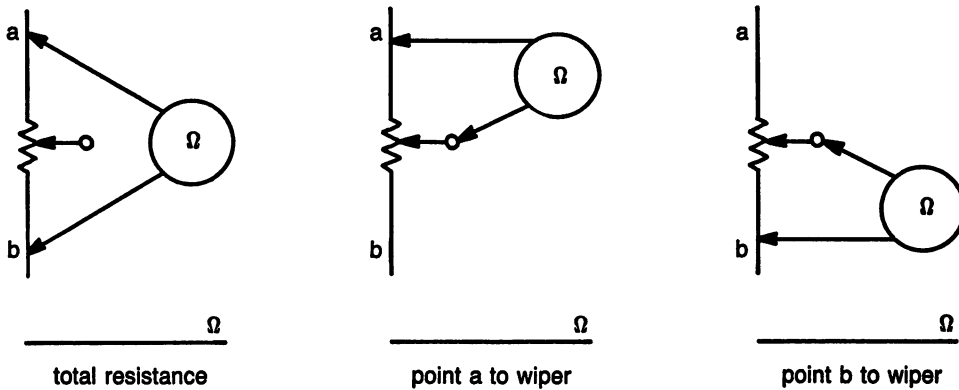 a
Ω
b
Ω
total resistance
a
Ω
b
Ω
point a to wiper
a
Ω
b
Ω
point b to wiper